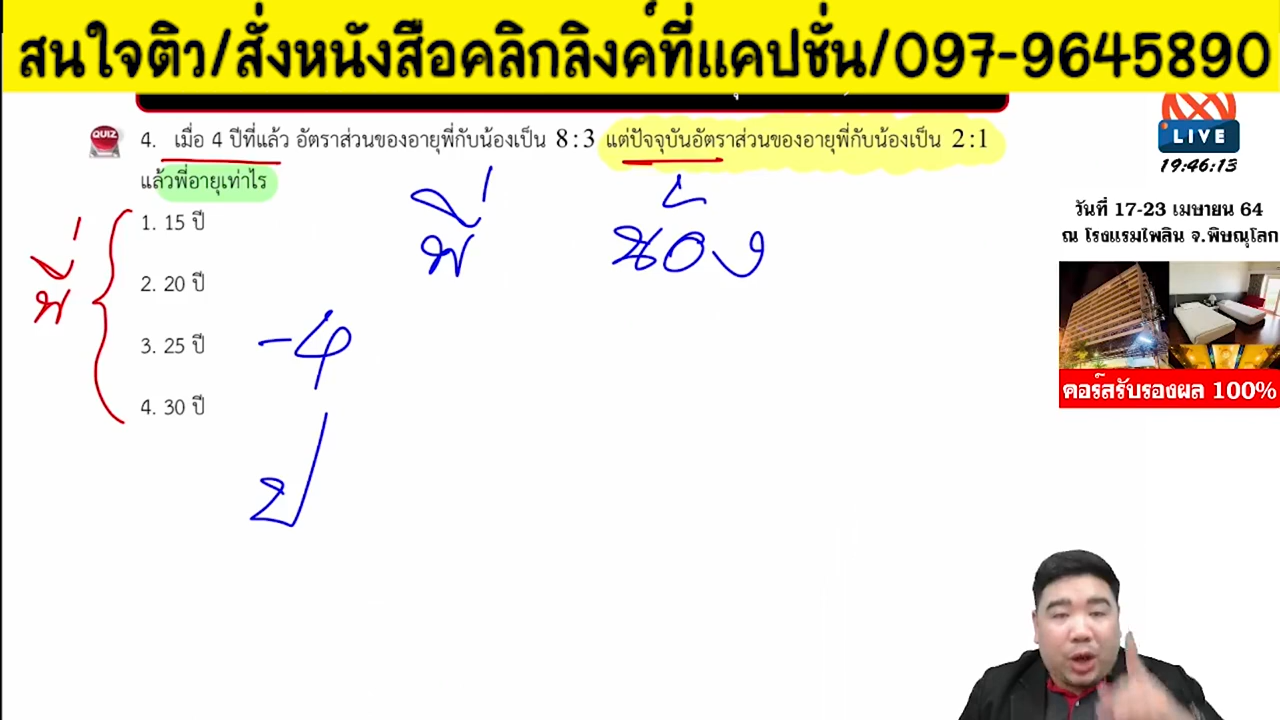 สนใจติว/สั่งหนังสือคลิกลิงค์ที่แคปชั่น/097-9645890
QUIZ
4. เมื่อ 4 ปีที่แล้ว อัตราส่วนของอายุพี่กับน้องเป็น 8:3 แต่ปัจจุบันอัตราส่วนของอายุพี่กับน้องเป็น 2:1
แล้วพี่อายุเท่าไร
LIVE
19:46:13
วันที่ 17-23 เมษายน 64
ณ โรงแรมไพลิน จ.พิษณุโลก
คอร์สรับรองผล 100%
พี่ น้อง
พี่
1. 15 ปี
2. 20 ปี
3. 25 ปี
4. 30 ปี
-4
ป